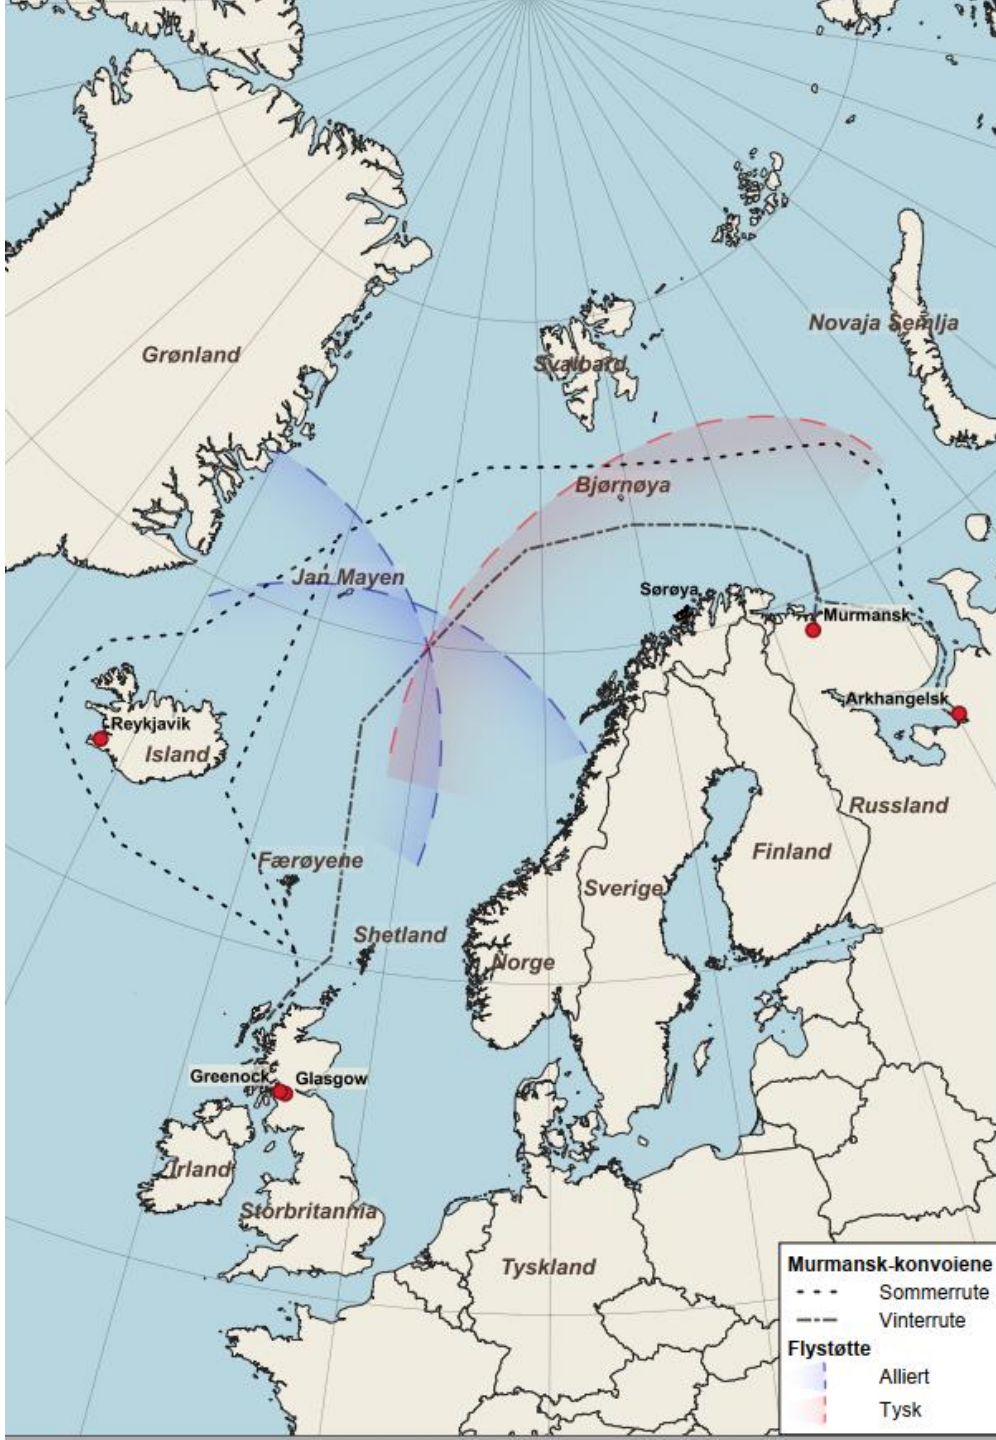 Novaja Semlja
Grønland
Svalbard
Bjørnøya
Jan Mayen
Sørøya
Murmansk
Arkhangelsk
Reykjavik
Island
Russland
Færøyene
Finland
Sverige
Shetland
Norge
Greenock
Glasgow
Irland
Storbritannia
Tyskland
Murmansk-konvoiene
Sommerrute
Vinterrute
Flystøtte
Alliert
Tysk